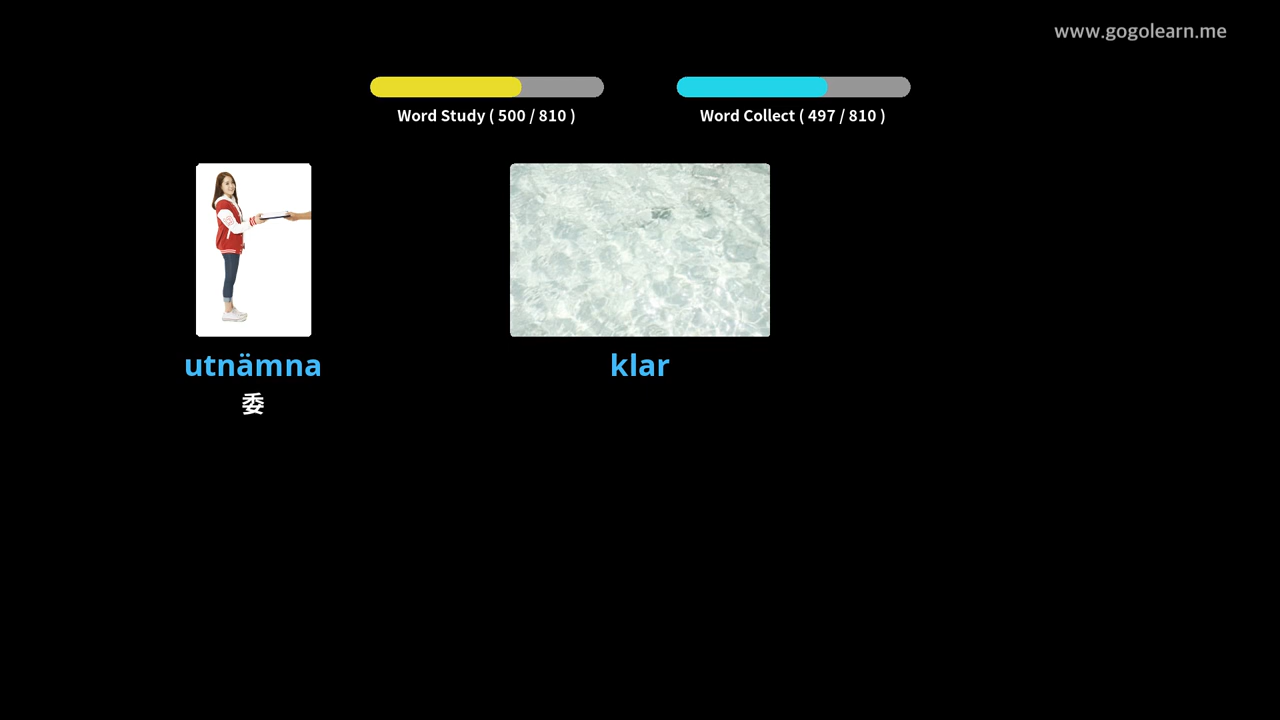 www.gogolearn.me
Word Study ( 500 / 810 )
Word Collect ( 497 / 810 )
utnämna
klar
委